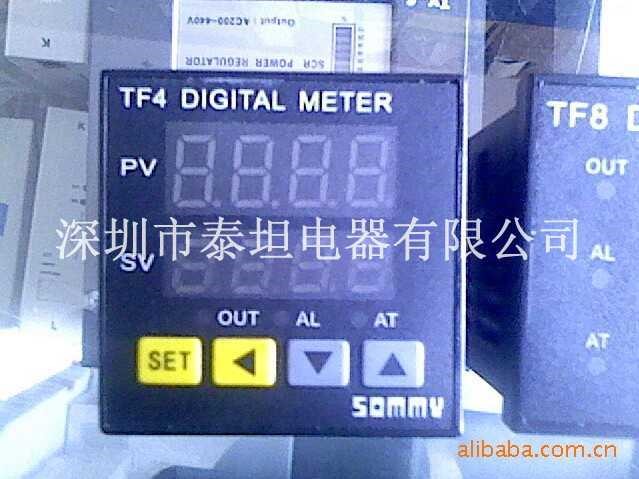 Output : AC200~440V
SCR POWER REGULATOR
K
K
TF4 DIGITAL METER
PV
深圳市泰坦电器有限公司
SV
OUT AL AT
SET
sommy
TF8 D
OUT
AL
AT
L
alibaba.com.cn